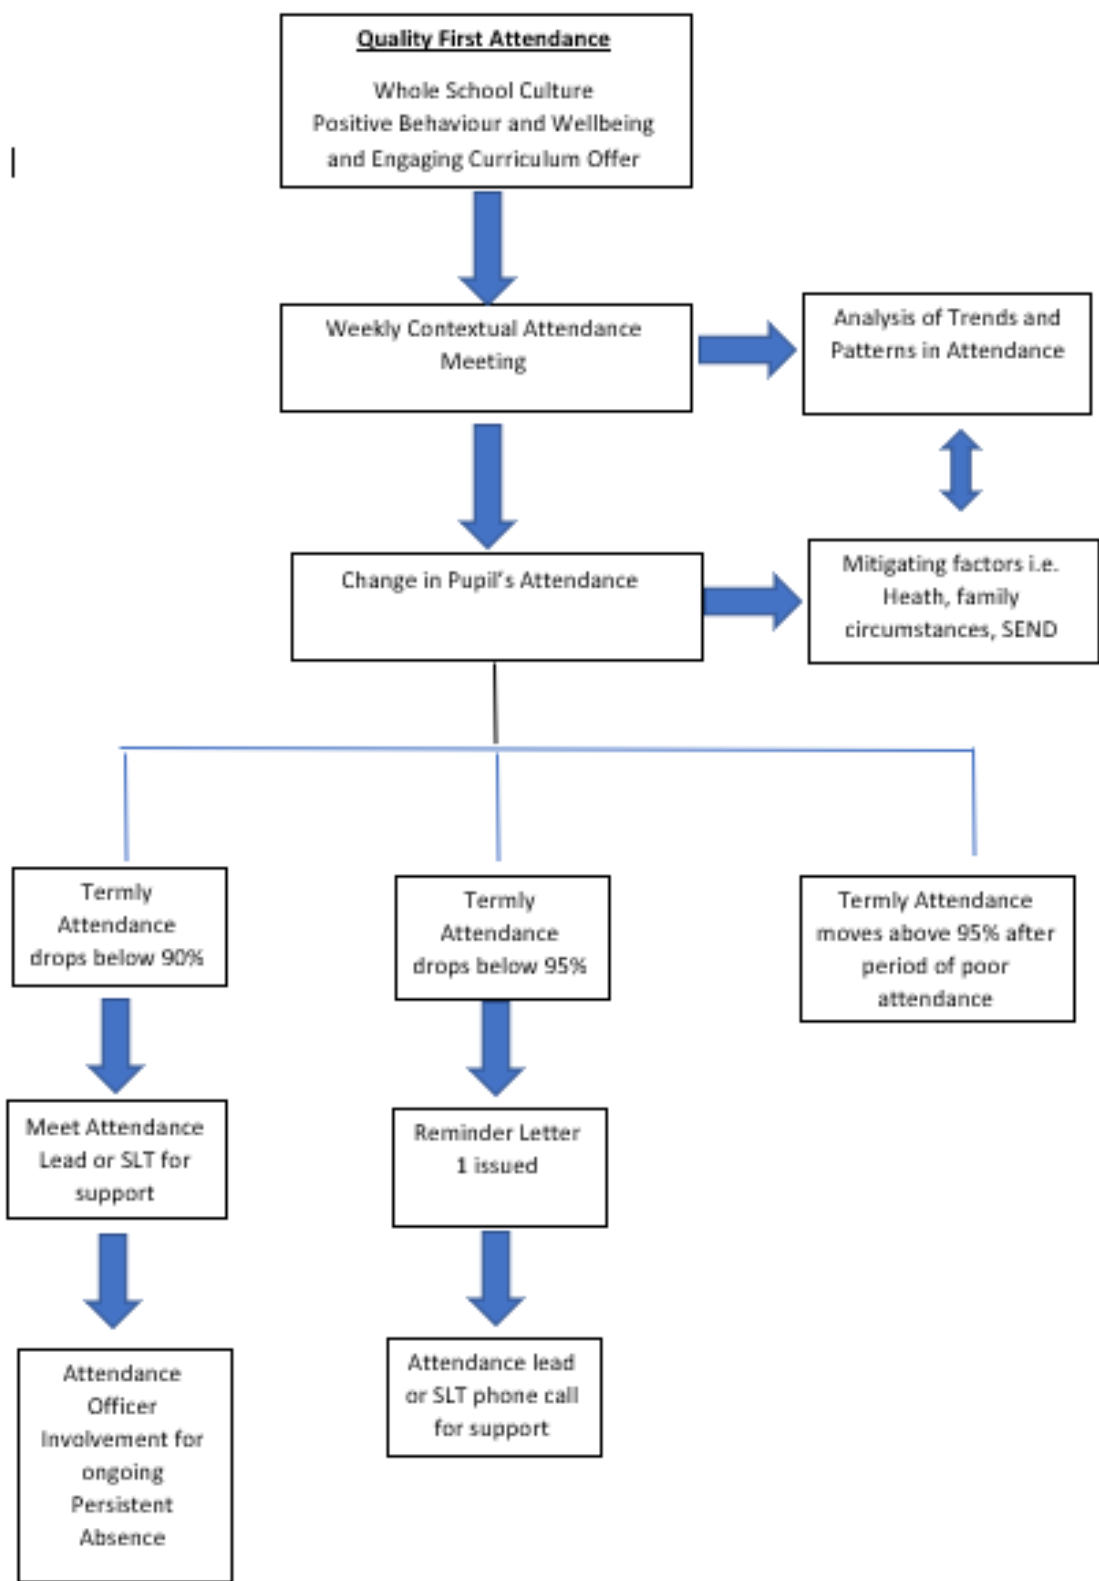 Quality First Attendance
Whole School Culture
Positive Behaviour and Wellbeing
and Engaging Curriculum Offer
Weekly Contextual Attendance
Meeting
Analysis of Trends and
Patterns in Attendance
Change in Pupil's Attendance
Mitigating factors i.e.
Heath, family
circumstances, SEND
Termly
Attendance
drops below 90%
Termly
Attendance
drops below 95%
Termly Attendance
moves above 95% after
period of poor
attendance
Meet Attendance
Lead or SLT for
support
Reminder Letter
1 issued
Attendance
Officer
Involvement for
ongoing
Persistent
Absence
Attendance lead
or SLT phone call
for support